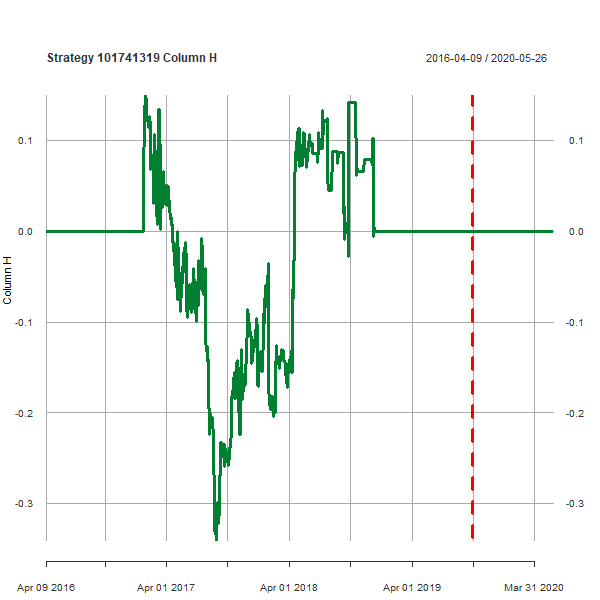 Strategy 101741319 Column H
2016-04-09 / 2020-05-26
0.1
0.1
0.0
0.0
-0.1
-0.1
-0.2
-0.2
-0.3
-0.3
Column H
Apr 09 2016
Apr 01 2017
Apr 01 2018
Apr 01 2019
Mar 31 2020